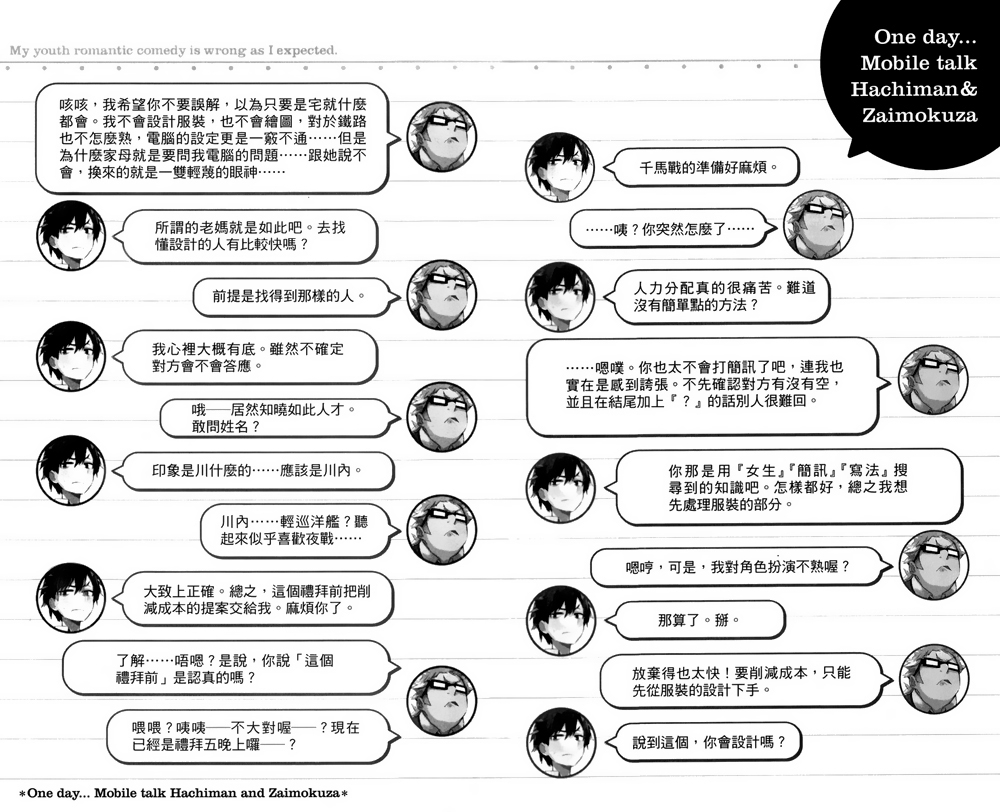 My youth romantic comedy is wrong as I expected.
One day...
Mobile talk
Hachiman&
Zaimokuza
千馬戰的準備好麻煩。
……咦？你突然怎麼了……
人力分配真的很痛苦。難道
沒有簡單點的方法？
……嗯噗。你也太不會打簡訊了吧，連我也
實在是感到誇張。不先確認對方有沒有空，
並且在結尾加上『？』的話別人很難回。
你那是用『女生』『簡訊』『寫法』搜
尋到的知識吧。怎樣都好，總之我想
先處理服裝的部分。
嗯哼，可是，我對角色扮演不熟喔？
那算了。掰。
放棄得也太快！要削減成本，只能
先從服裝的設計下手。
說到這個，你會設計嗎？
咳咳，我希望你不要誤解，以為只要是宅就什麼
都會。我不會設計服裝，也不會繪圖，對於鐵路
也不怎麼熟，電腦的設定更是一竅不通……但是
為什麼家母就是要問我電腦的問題……跟她說不
會，換來的就是一雙輕蔑的眼神……
所謂的老媽就是如此吧。去找
懂設計的人有比較快嗎？
前提是找得到那樣的人。
我心裡大概有底。雖然不確定
對方會不會答應。
哦──居然知曉如此人才。
敢問姓名？
印象是川什麼的……應該是川內。
川內……輕巡洋艦？聽
起來似乎喜歡夜戰……
大致上正確。總之，這個禮拜前把削
減成本的提案交給我。麻煩你了。
了解……唔嗯？是說，你說「這個
禮拜前」是認真的嗎？
喂喂？咦咦──不大對喔──？現在
已經是禮拜五晚上囉──？
*One day... Mobile talk Hachiman and Zaimokuza*